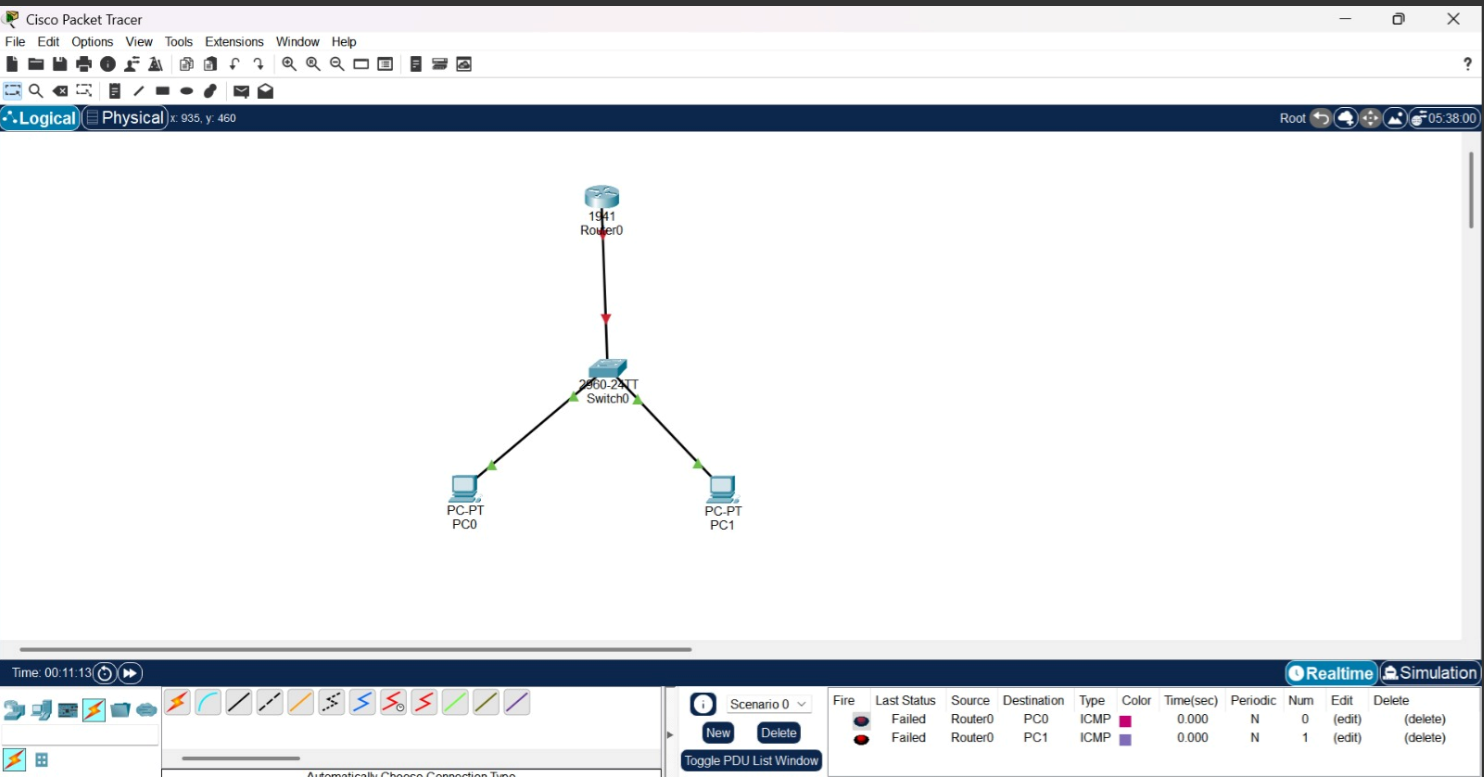 Cisco Packet Tracer
File Edit Options View Tools Extensions Window Help
?
Logical Physical x: 935, y: 460 Root 05:38:00
1941
Router0
2960-24TT
Switch0
PC-PT
PC0
PC-PT
PC1
Time: 00:11:13 Realtime Simulation
Scenario 0
New Delete
Toggle PDU List Window
Fire Last Status Source Destination Type Color Time(sec) Periodic Num Edit Delete
Failed Router0 PC0 ICMP 0.000 N 0 (edit) (delete)
Failed Router0 PC1 ICMP 0.000 N 1 (edit) (delete)
Automatically Choose Connection Type